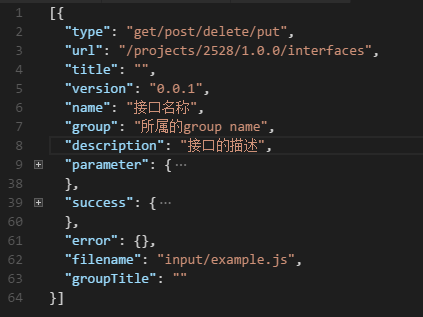 1 [{
2 "type": "get/post/delete/put",
3 "url": "/projects/2528/1.0.0/interfaces",
4 "title": "",
5 "version": "0.0.1",
6 "name": "接口名称",
7 "group": "所属的group name",
8 "description": "接口的描述",
9 "parameter": {…
38 },
39 "success": {…
60 },
61 "error": {},
62 "filename": "input/example.js",
63 "groupTitle": ""
64 }]